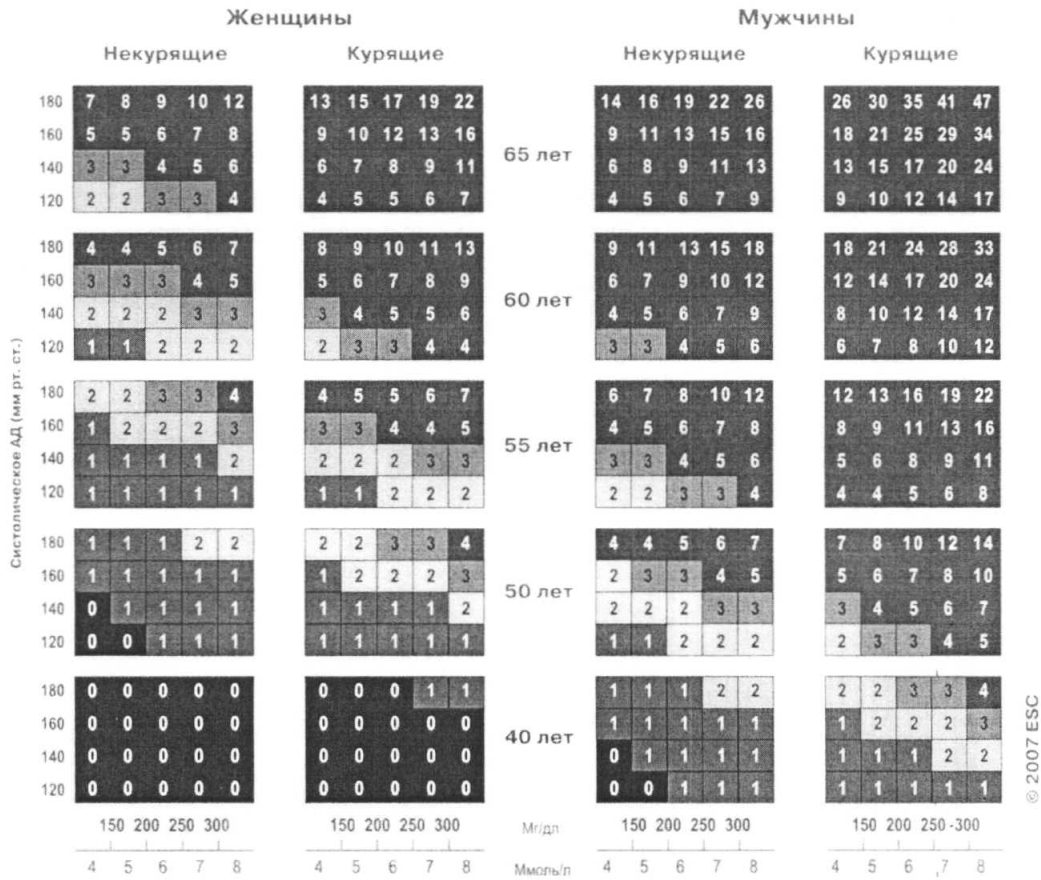 Женщины Мужчины
Некурящие Курящие Некурящие Курящие
180 7 8 9 10 12 13 15 17 19 22 14 16 19 22 26 26 30 35 41 47
160 5 5 6 7 8 9 10 12 13 16 9 11 13 15 16 18 21 25 29 34
65 лет
140 3 3 4 5 6 6 7 8 9 11 6 8 9 11 13 13 15 17 20 24
120 2 2 3 3 4 4 5 5 6 7 4 5 6 7 9 9 10 12 14 17
180 4 4 5 6 7 8 9 10 11 13 9 11 13 15 18 18 21 24 28 33
160 3 3 3 4 5 5 6 7 8 9 6 7 9 10 12 12 14 17 20 24
60 лет
140 2 2 2 3 3 3 4 5 5 6 4 5 6 7 9 8 10 12 14 17
120 1 1 2 2 2 2 3 3 4 4 3 3 4 5 6 6 7 8 10 12
180 2 2 3 3 4 4 5 5 6 7 6 7 8 10 12 12 13 16 19 22
160 1 2 2 2 3 3 3 4 4 5 4 5 6 7 8 8 9 11 13 16
55 лет
140 1 1 1 1 2 2 2 2 3 3 3 3 4 5 6 5 6 8 9 11
120 1 1 1 1 1 1 1 2 2 2 2 2 3 3 4 4 4 5 6 8
180 1 1 1 2 2 2 2 3 3 4 4 4 5 6 7 7 8 10 12 14
160 1 1 1 1 1 1 2 2 2 3 2 3 3 4 5 5 6 7 8 10
50 лет
140 0 1 1 1 1 1 1 1 1 2 2 2 2 3 3 3 4 5 6 7
120 0 0 1 1 1 1 1 1 1 1 1 1 2 2 2 2 3 3 4 5
180 0 0 0 0 0 0 0 0 1 1 1 1 1 2 2 2 2 3 3 4
160 0 0 0 0 0 0 0 0 0 0 1 1 1 1 1 1 2 2 2 3
40 лет
140 0 0 0 0 0 0 0 0 0 0 0 1 1 1 1 1 1 1 2 2
120 0 0 0 0 0 0 0 0 0 0 0 0 1 1 1 1 1 1 1 1
150 200 250 300 150 200 250 300 Мг/дл 150 200 250 300 150 200 250-300
4 5 6 7 8 4 5 6 7 8 Ммоль/л 4 5 6 7 8 4 5 6 7 8
Систолическое АД (мм рт. ст.)
© 2007 ESC